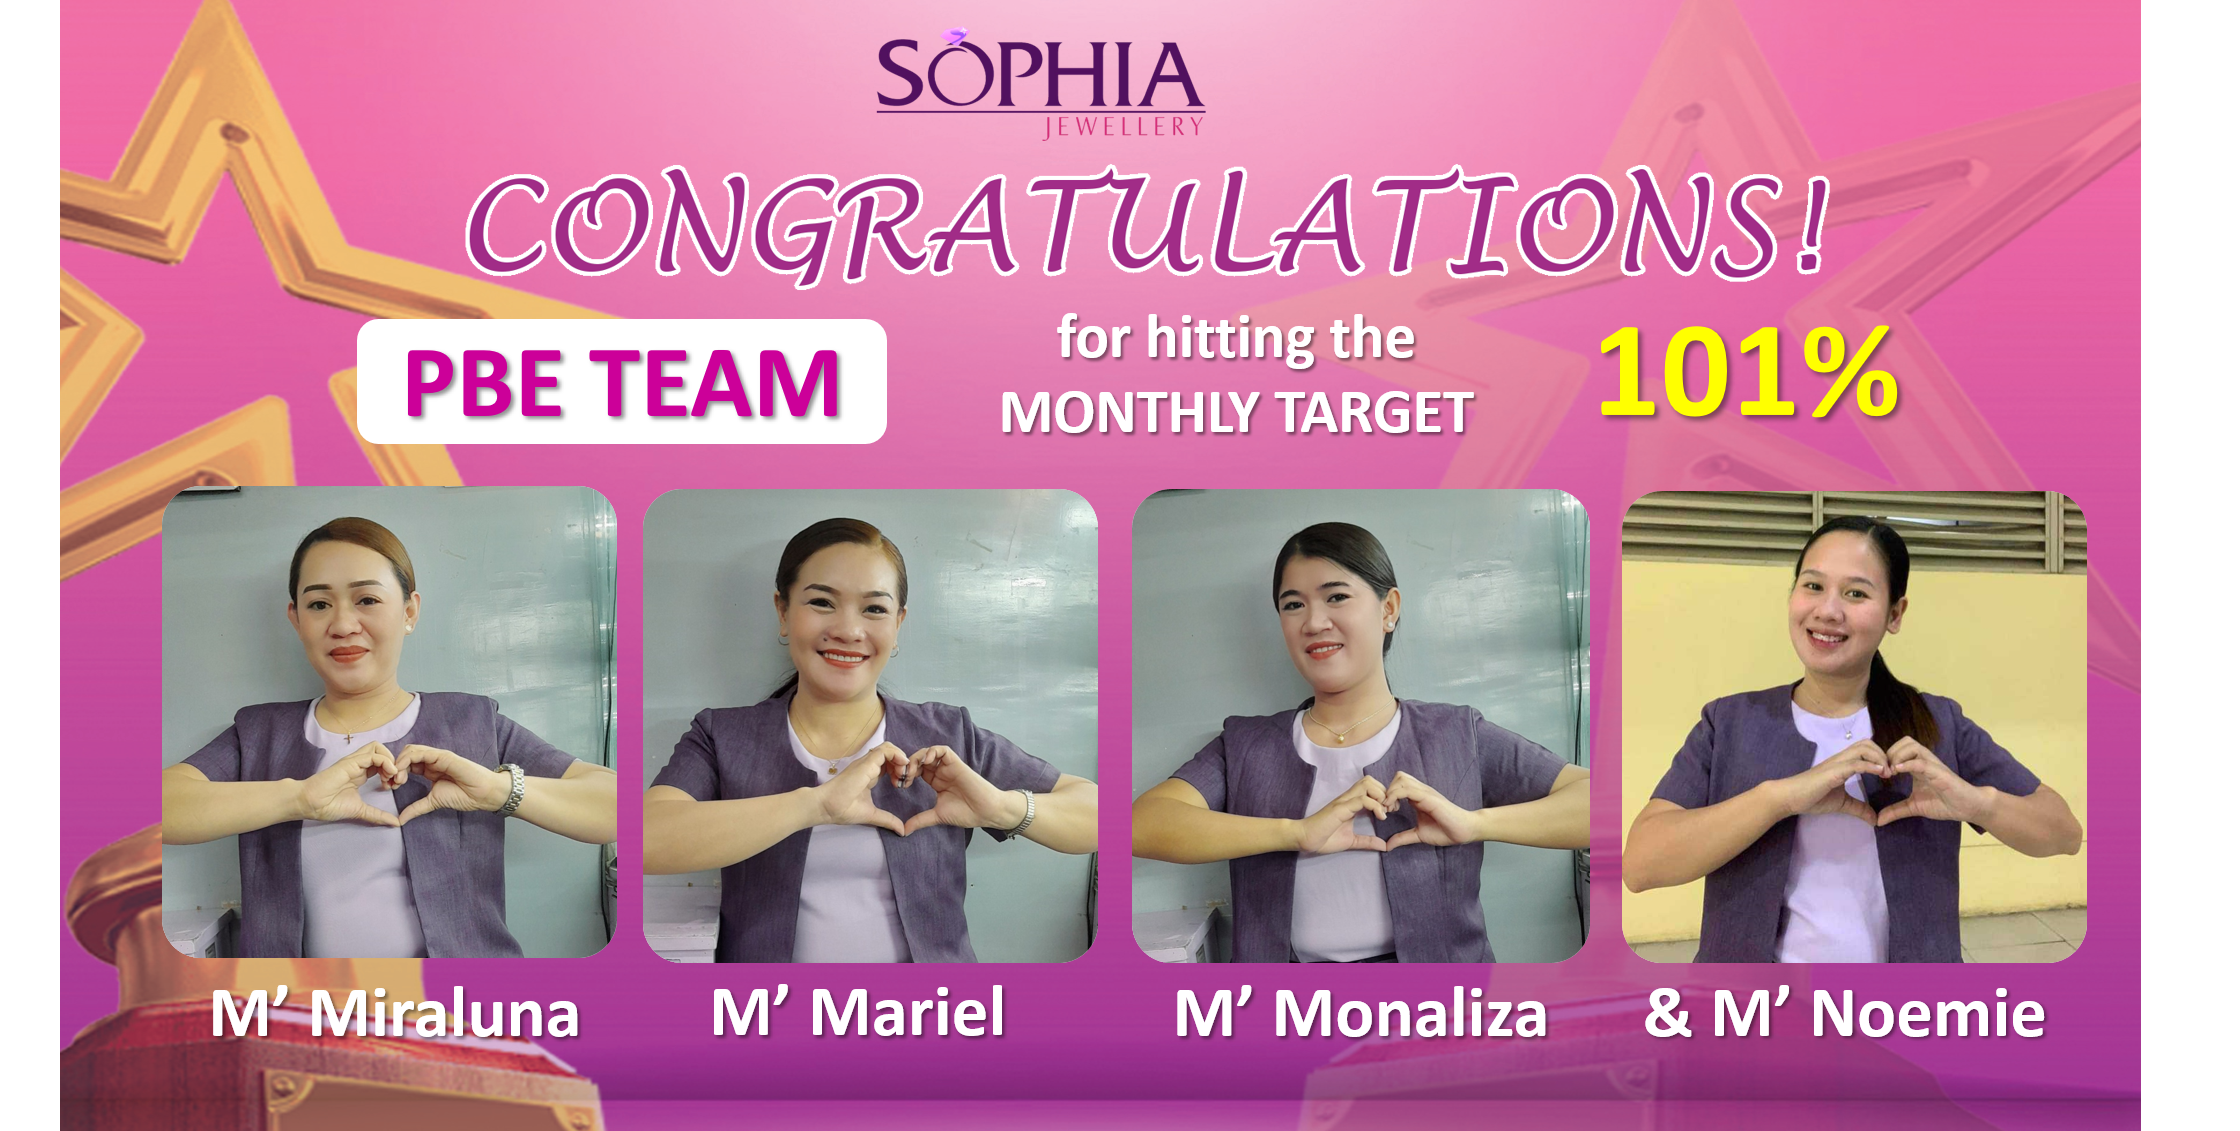 SOPHIA
JEWELLERY
CONGRATULATIONS!
PBE TEAM
for hitting the
MONTHLY TARGET
101%
M’ Miraluna
M’ Mariel
M’ Monaliza
& M’ Noemie